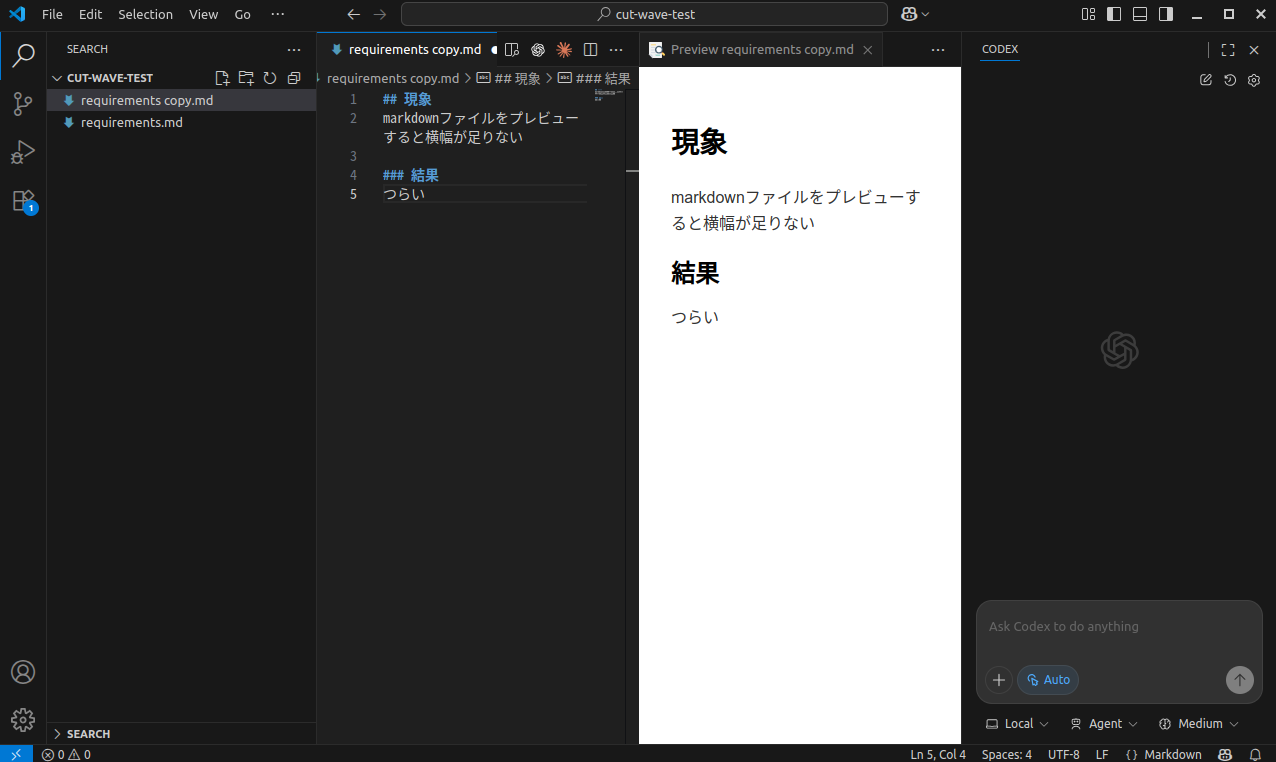 File Edit Selection View Go ··· cut-wave-test
SEARCH
CUT-WAVE-TEST
requirements copy.md
requirements.md
SEARCH
requirements copy.md
requirements copy.md > ## 現象 > ### 結果
1 ## 現象
2 markdownファイルをプレビュー
すると横幅が足りない
3
4 ### 結果
5 つらい
Preview requirements copy.md
現象
markdownファイルをプレビューす
ると横幅が足りない
結果
つらい
CODEX
Ask Codex to do anything
Auto
Local Agent Medium
1
0 0 Ln 5, Col 4 Spaces: 4 UTF-8 LF {} Markdown